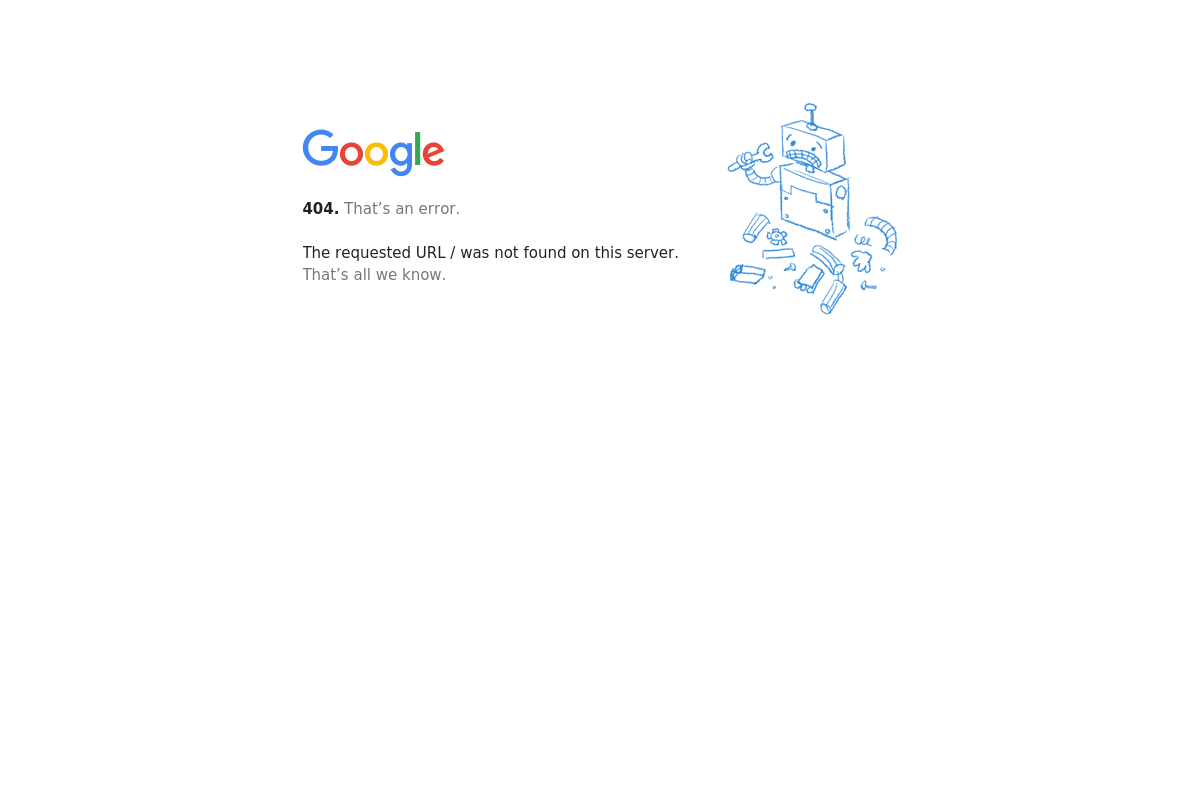 Google
404. That’s an error.
The requested URL / was not found on this server.
That’s all we know.